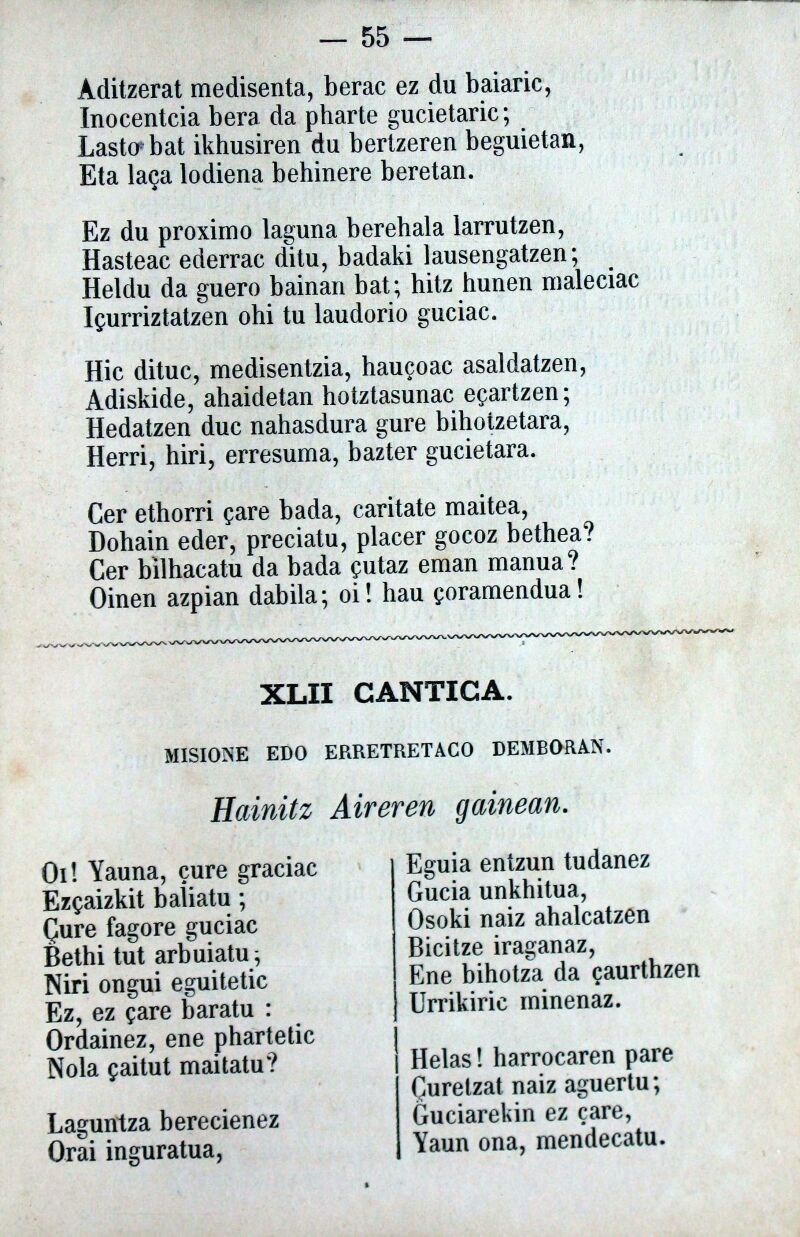 — 55 —
Aditzerat medisenta, berac ez du baiaric,
Inocentcia bera da pharte gucietaric;
Lasto bat ikhusiren du bertzeren beguietan,
Eta laça lodiena behinere beretan.
Ez du proximo laguna berehala larrutzen,
Hasteac ederrac ditu, badaki lausengatzen;
Heldu da guero bainan bat; hitz hunen maleciac
Içurriztatzen ohi tu laudorio guciac.
Hic dituc, medisentzia, hauçoac asaldatzen,
Adiskide, ahaidetan hotztasunac eçartzen;
Hedatzen duc nahasdura gure bihotzetara,
Herri, hiri, erresuma, bazter gucietara.
Cer ethorri çare bada, caritate maitea,
Dohain eder, preciatu, placer gocoz bethea?
Cer bilhacatu da bada çutaz eman manua?
Oinen azpian dabila; oi! hau çoramendua!
XLII CANTICA.
MISIONE EDO ERRETRETACO DEMBORAN.
Hainitz Aireren gainean.
Oi! Yauna, çure graciac
Ezçaizkit baliatu;
Çure fagore guciac
Bethi tut arbuiatu;
Niri ongui eguitetic
Ez, ez çare baratu:
Ordainez, ene phartetic
Nola çaitut maitatu?
Laguntza berecienez
Orai inguratua,
Eguia entzun tudanez
Gucia unkhitua,
Osoki naiz ahalcatzen
Bicitze iraganaz,
Ene bihotza da çaurthzen
Urrikiric minenaz.
Helas! harrocaren pare
Çuretzat naiz aguertu;
Guciarekin ez çare,
Yaun ona, mendecatu.